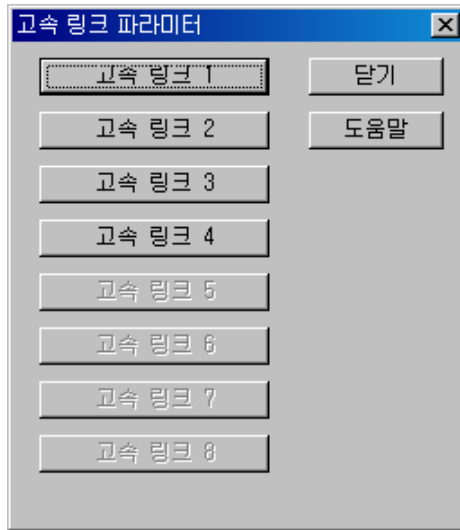 고속 링크 파라미터
고속 링크 1
닫기
고속 링크 2
도움말
고속 링크 3
고속 링크 4
고속 링크 5
고속 링크 6
고속 링크 7
고속 링크 8